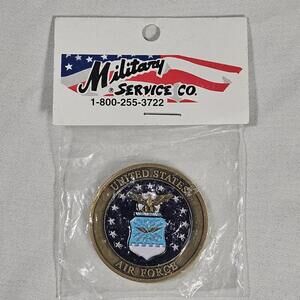 Military
® SERVICE CO.
1-800-255-3722
UNITED STATES
AIR FORCE